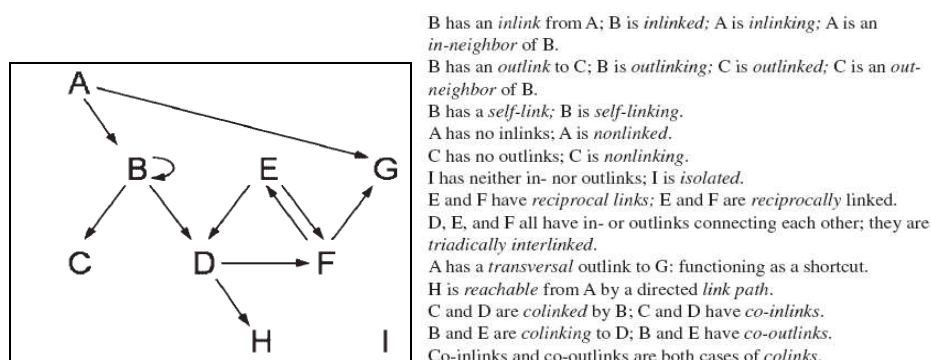 A
B
E
G
C
D
F
H
I
B has an inlink from A; B is inlinked; A is inlinking; A is an
in-neighbor of B.
B has an outlink to C; B is outlinking; C is outlinked; C is an out-
neighbor of B.
B has a self-link; B is self-linking.
A has no inlinks; A is nonlinked.
C has no outlinks; C is nonlinking.
I has neither in- nor outlinks; I is isolated.
E and F have reciprocal links; E and F are reciprocally linked.
D, E, and F all have in- or outlinks connecting each other; they are
triadically interlinked.
A has a transversal outlink to G: functioning as a shortcut.
H is reachable from A by a directed link path.
C and D are colinked by B; C and D have co-inlinks.
B and E are colinking to D; B and E have co-outlinks.
Co-inlinks and co-outlinks are both cases of colinks.